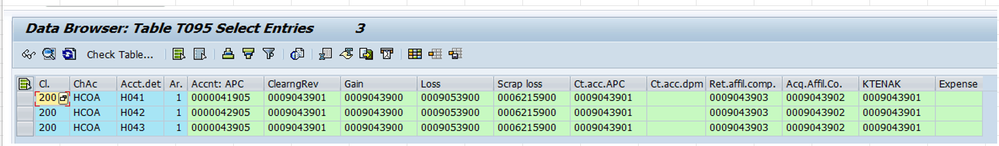 Data Browser: Table T095 Select Entries 3
Check Table...
Cl. ChAc Acct.det Ar. Accnt: APC ClearngRev Gain Loss Scrap loss Ct.acc.APC Ct.acc.dpm Ret.affil.comp. Acq.Affil.Co. KTENAK Expense
200 HCOA H041 1 0000041905 0009043901 0009043900 0009053900 0006215900 0009043901 0009043903 0009043902 0009043901
200 HCOA H042 1 0000042905 0009043901 0009043900 0009053900 0006215900 0009043901 0009043903 0009043902 0009043901
200 HCOA H043 1 0000043905 0009043901 0009043900 0009053900 0006215900 0009043901 0009043903 0009043902 0009043901